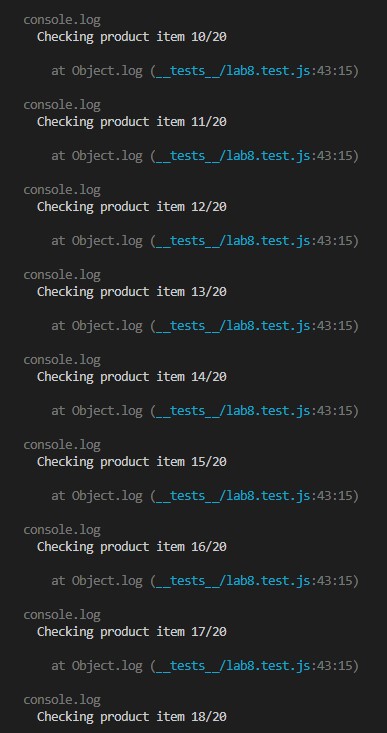 console.log
Checking product item 10/20
at Object.log (__tests__/lab8.test.js:43:15)
console.log
Checking product item 11/20
at Object.log (__tests__/lab8.test.js:43:15)
console.log
Checking product item 12/20
at Object.log (__tests__/lab8.test.js:43:15)
console.log
Checking product item 13/20
at Object.log (__tests__/lab8.test.js:43:15)
console.log
Checking product item 14/20
at Object.log (__tests__/lab8.test.js:43:15)
console.log
Checking product item 15/20
at Object.log (__tests__/lab8.test.js:43:15)
console.log
Checking product item 16/20
at Object.log (__tests__/lab8.test.js:43:15)
console.log
Checking product item 17/20
at Object.log (__tests__/lab8.test.js:43:15)
console.log
Checking product item 18/20